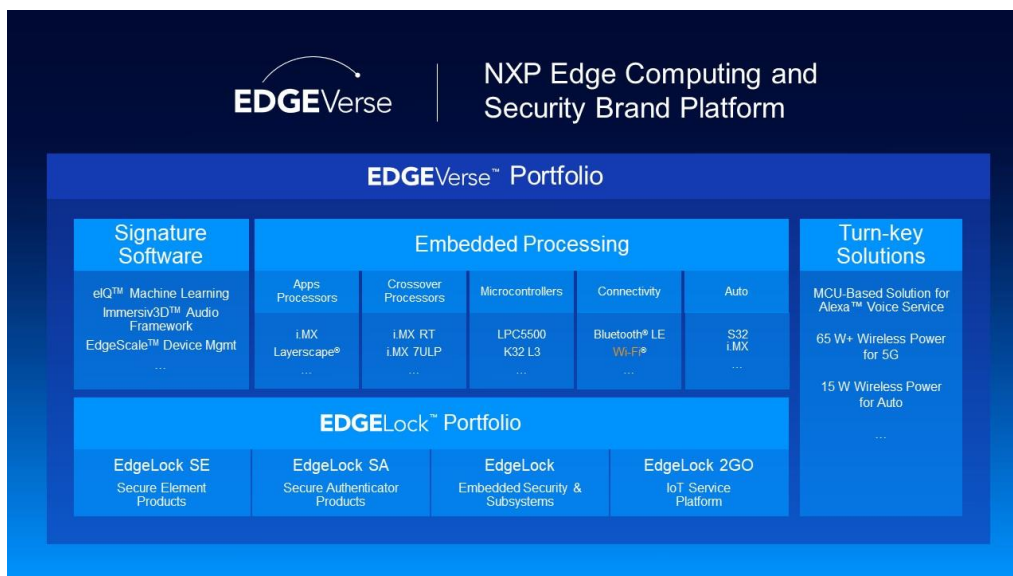 EDGEVerse
NXP Edge Computing and
Security Brand Platform
EDGEVerse™ Portfolio
Signature
Software
eIQ™ Machine Learning
Immersiv3D™ Audio
Framework
EdgeScale™ Device Mgmt
...
Embedded Processing
Apps
Processors
i.MX
Layerscape®
...
Crossover
Processors
i.MX RT
i.MX 7ULP
...
Microcontrollers
LPC5500
K32 L3
...
Connectivity
Bluetooth® LE
Wi-Fi®
...
Auto
S32
i.MX
...
Turn-key
Solutions
MCU-Based Solution for
Alexa™ Voice Service
65 W+ Wireless Power
for 5G
15 W Wireless Power
for Auto
...
EDGELock™ Portfolio
EdgeLock SE
Secure Element
Products
EdgeLock SA
Secure Authenticator
Products
EdgeLock
Embedded Security &
Subsystems
EdgeLock 2GO
IoT Service
Platform